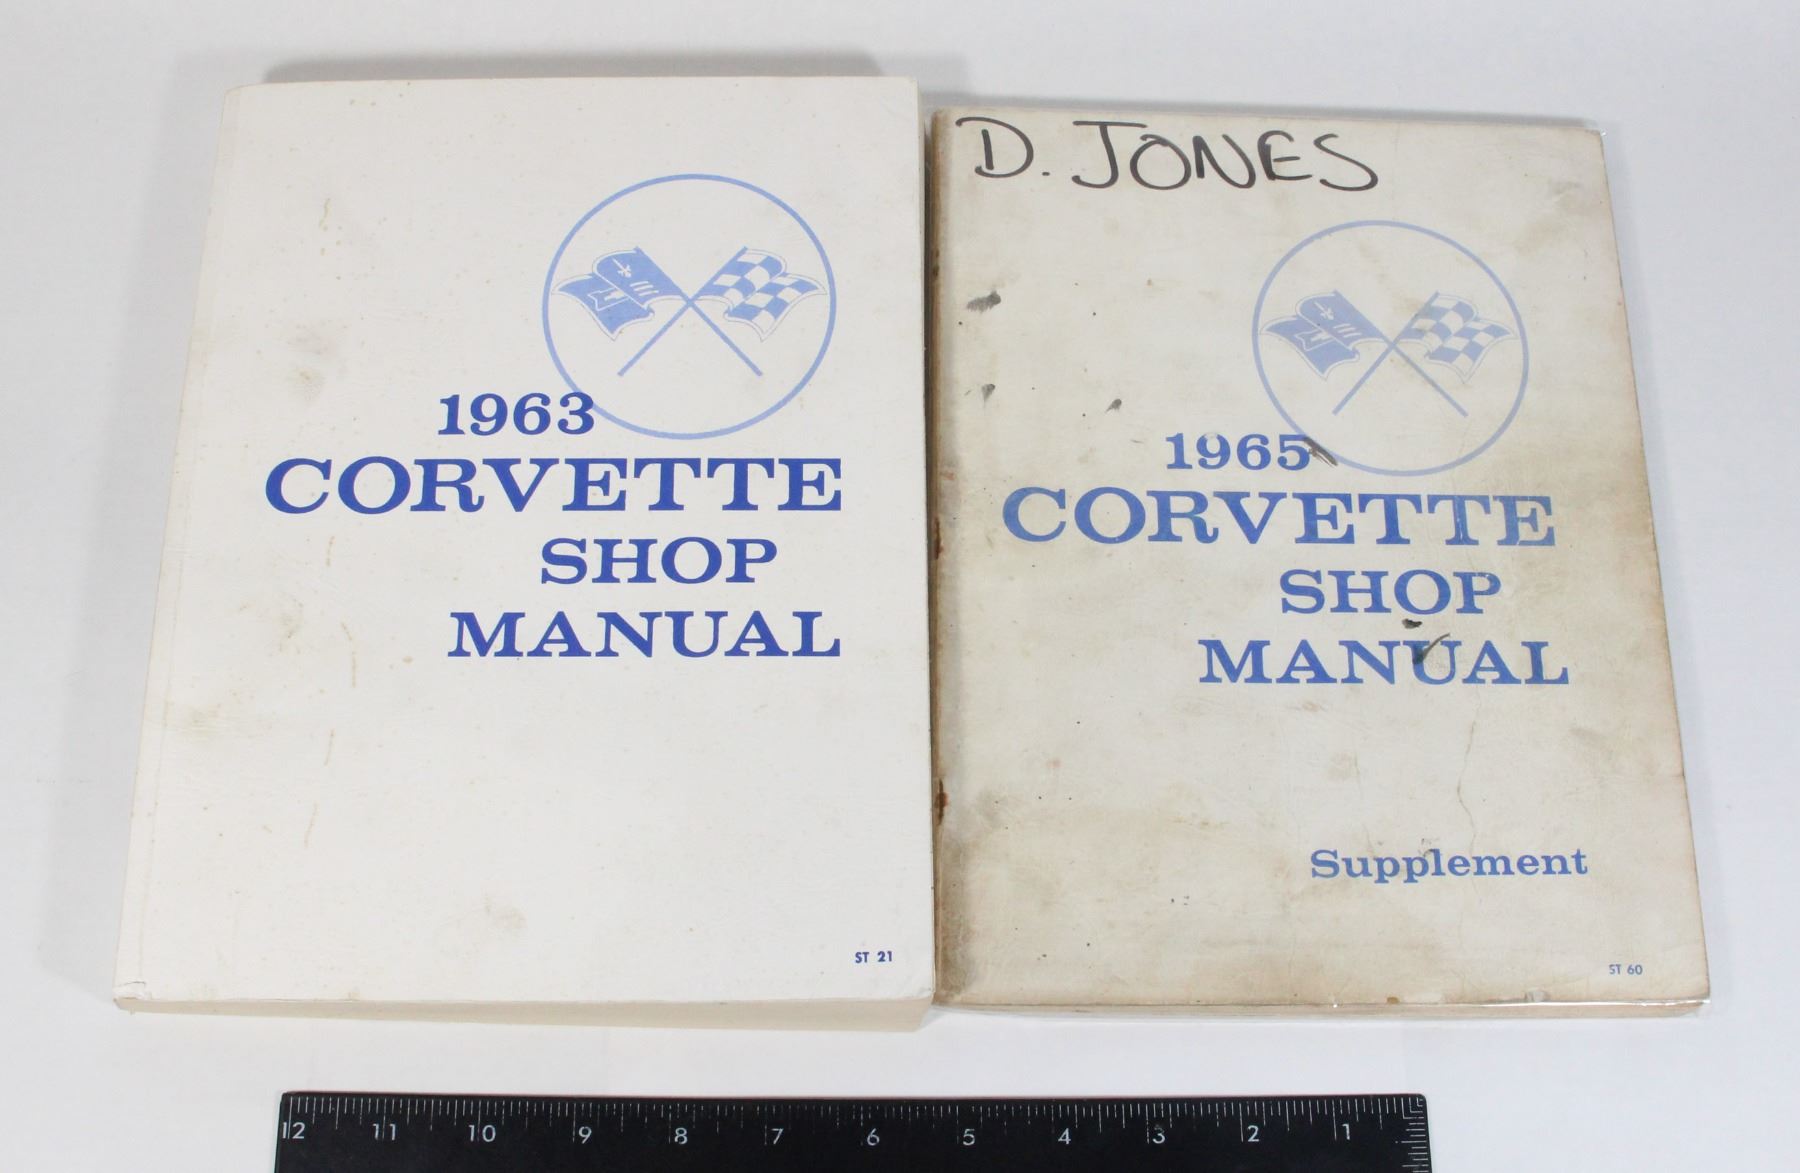 1963
CORVETTE
SHOP
MANUAL
ST 21
D. JONES
1965
CORVETTE
SHOP
MANUAL
Supplement
ST 60
12 11 10 9 8 7 6 5 4 3 2 1